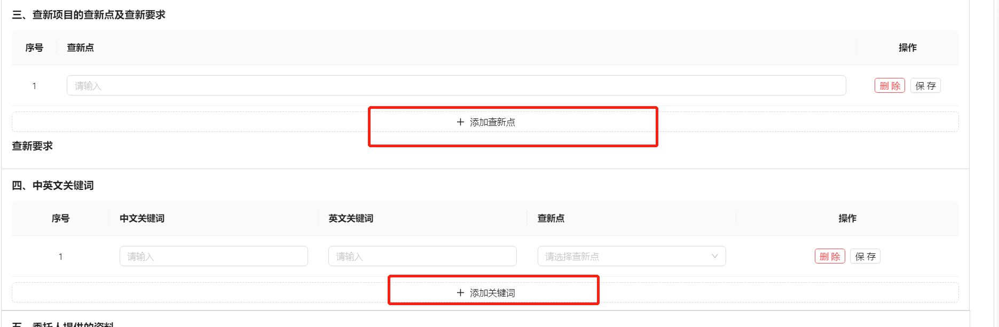 三、查新项目的查新点及查新要求
序号 查新点 操作
1 请输入 删 除 保 存
+ 添加查新点
查新要求
四、中英文关键词
序号 中文关键词 英文关键词 查新点 操作
1 请输入 请输入 请选择查新点 删 除 保 存
+ 添加关键词
五、委托人提供的资料